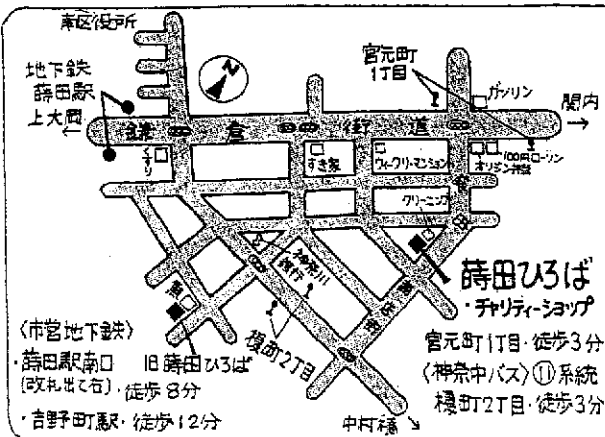 南区役所
地下鉄
蒔田駅
上大岡
←
N
宮元町
1丁目
ガソリン
関内
→
鎌倉街道
くすり
すき家
ウィークリーマンション
100円ローソン
オリジン弁当
クリーニング
神奈川
銀行
商店街
蒔田ひろば
・チャリティーショップ
〈市営地下鉄〉
・蒔田駅南口
(改札出て右)・徒歩8分
・吉野町駅・徒歩12分
旧蒔田ひろば
榎町2丁目
中村橋
宮元町1丁目・徒歩3分
〈神奈中バス〉⑪系統
榎町2丁目・徒歩3分